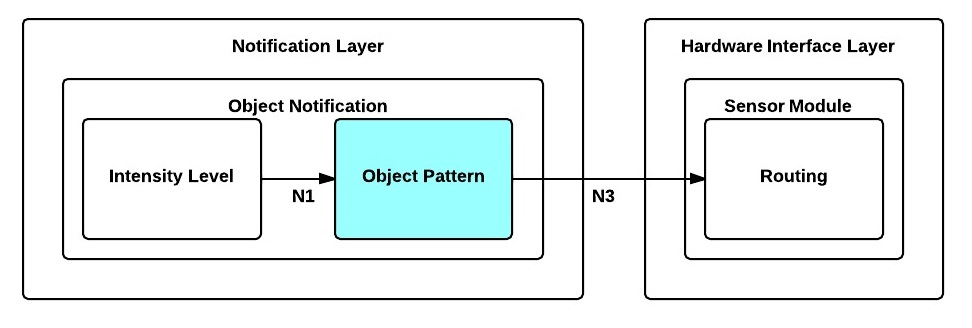 Notification Layer
Object Notification
Intensity Level
N1
Object Pattern
N3
Hardware Interface Layer
Sensor Module
Routing